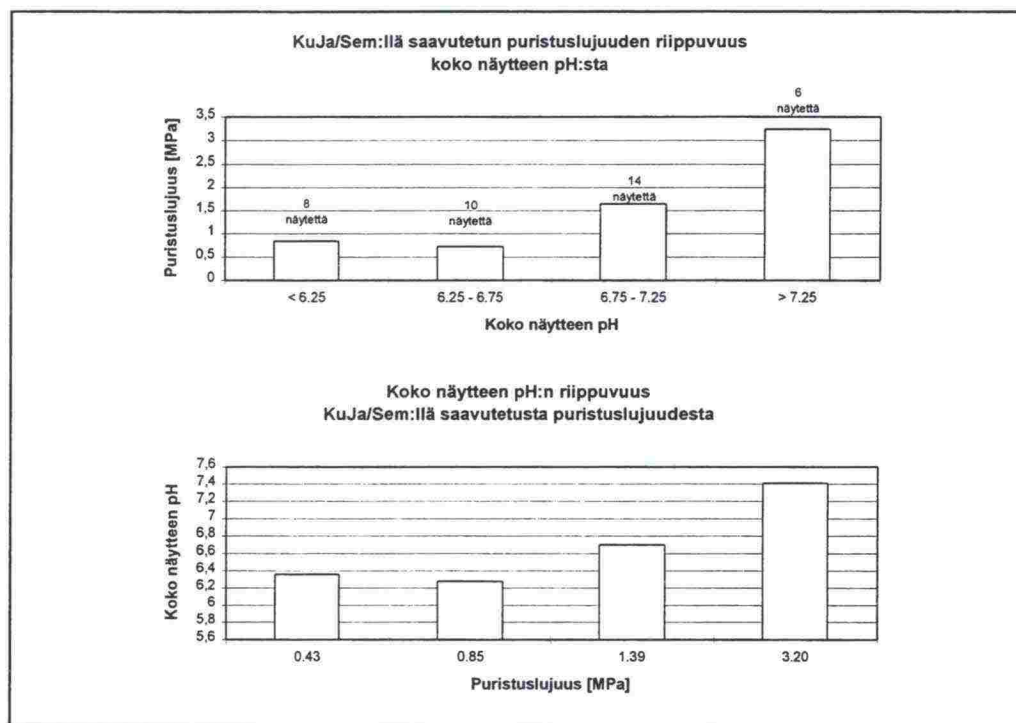 KuJa/Sem:llä saavutetun puristuslujuuden riippuvuus
koko näytteen pH:sta
Puristuslujuus [MPa]
3,5
3
2,5
2
1,5
1
0,5
0
8
näytettä
10
näytettä
14
näytettä
6
näytettä
< 6.25
6.25 - 6.75
6.75 - 7.25
> 7.25
Koko näytteen pH
Koko näytteen pH:n riippuvuus
KuJa/Sem:llä saavutetusta puristuslujuudesta
Koko näytteen pH
7,6
7,4
7,2
7
6,8
6,6
6,4
6,2
6
5,8
5,6
0.43
0.85
1.39
3.20
Puristuslujuus [MPa]